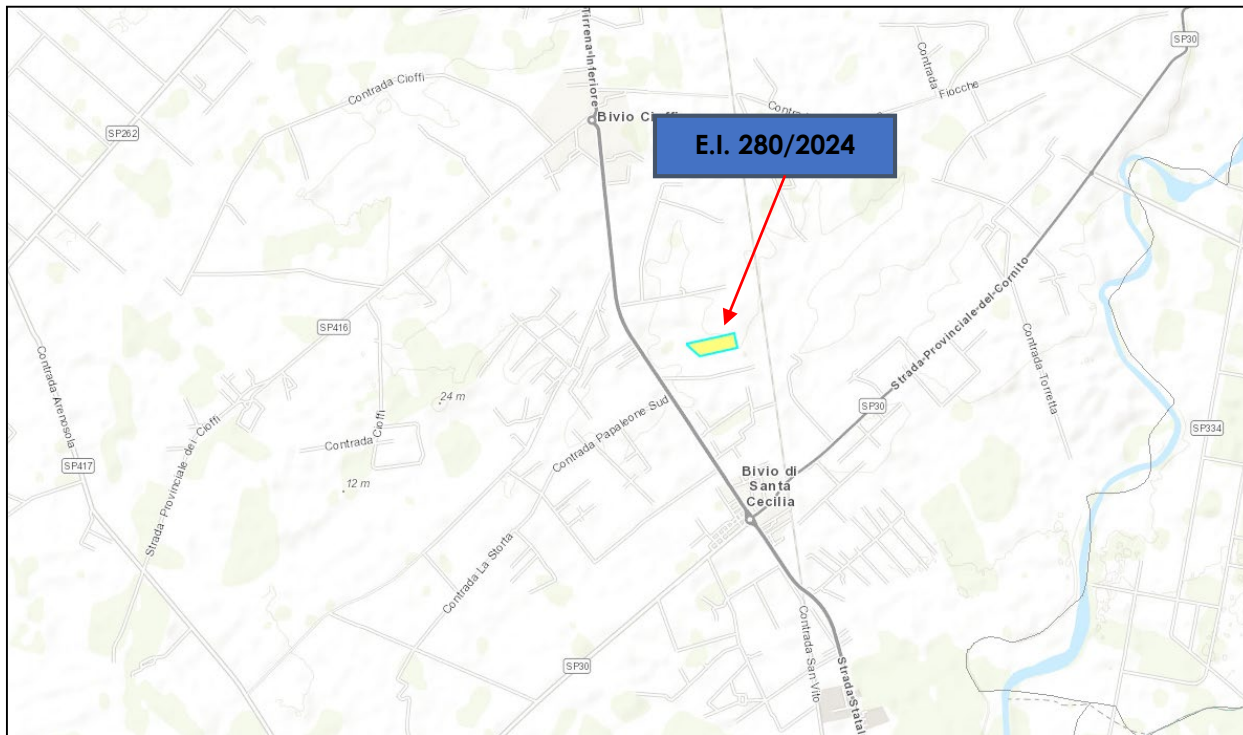 SP30
Contrada
Tirrena Inferiore
Contrada Cioffi
Fiocche
SP262
Bivio
Contrada
E.I. 280/2024
Strada Provinciale del Cornito
SP416
Contrada Torretta
Contrada Arenosola
24 m
SP30
Contrada Papaleone Sud
SP334
Contrada Cioffi
SP417
Strada Provinciale dei Cioffi
Bivio di
Santa
Cecilia
12 m
Contrada La Storta
Contrada San Vito
SP30
Strada Statal